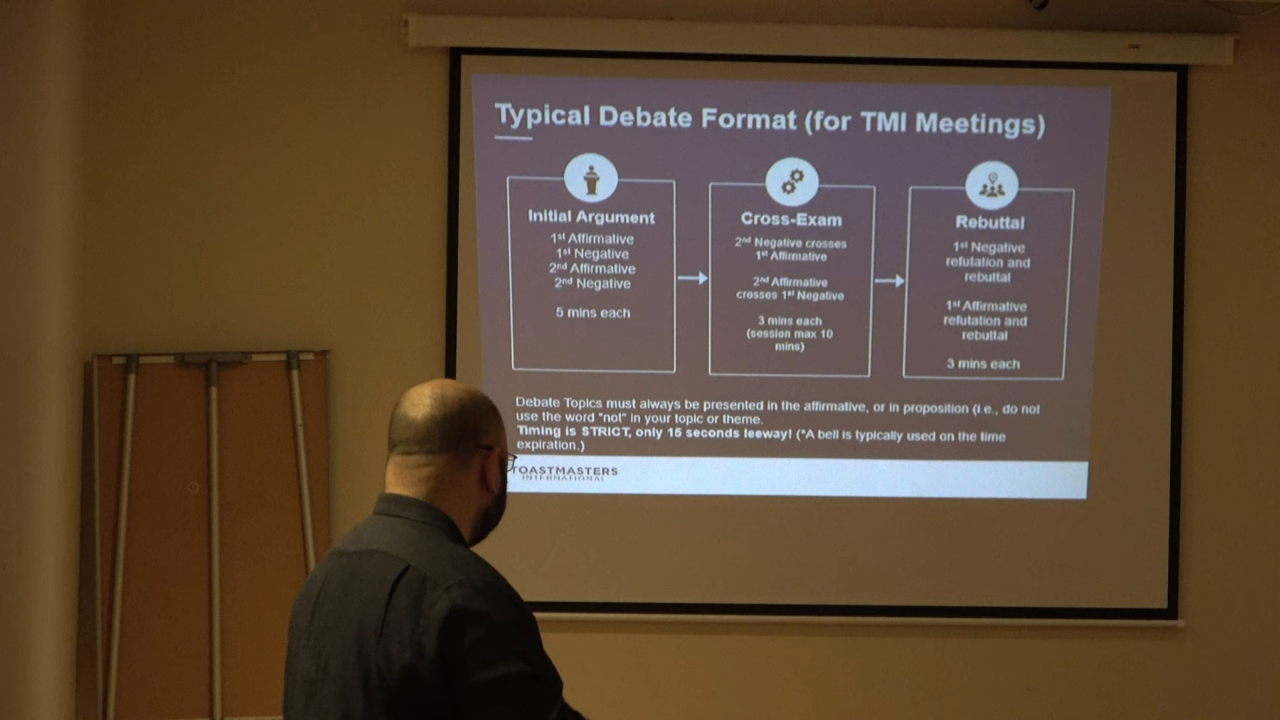 Typical Debate Format (for TMI Meetings)
Initial Argument
1st Affirmative
1st Negative
2nd Affirmative
2nd Negative
5 mins each
Cross-Exam
2nd Negative crosses
1st Affirmative
2nd Affirmative
crosses 1st Negative
3 mins each
(session max 10
mins)
Rebuttal
1st Negative
refutation and
rebuttal
1st Affirmative
refutation and
rebuttal
3 mins each
Debate Topics must always be presented in the affirmative, or in proposition (i.e., do not
use the word "not" in your topic or theme.
Timing is STRICT, only 15 seconds leeway! (*A bell is typically used on the time
expiration.)
TOASTMASTERS
INTERNATIONAL